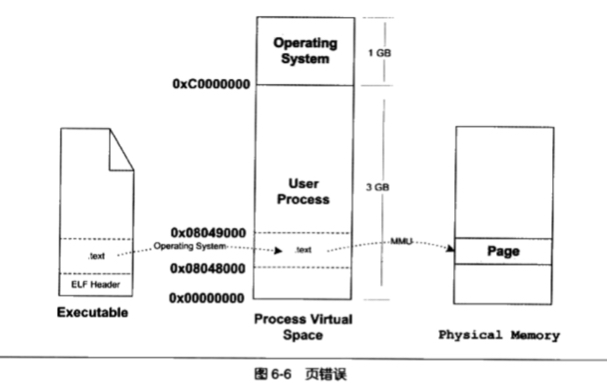 Operating
System
1 GB
0xC0000000
User
Process
3 GB
0x08049000
.text
Operating System
.text
MMU
Page
0x08048000
ELF Header
0x00000000
Executable
Process Virtual
Space
Physical Memory
图 6-6 页错误